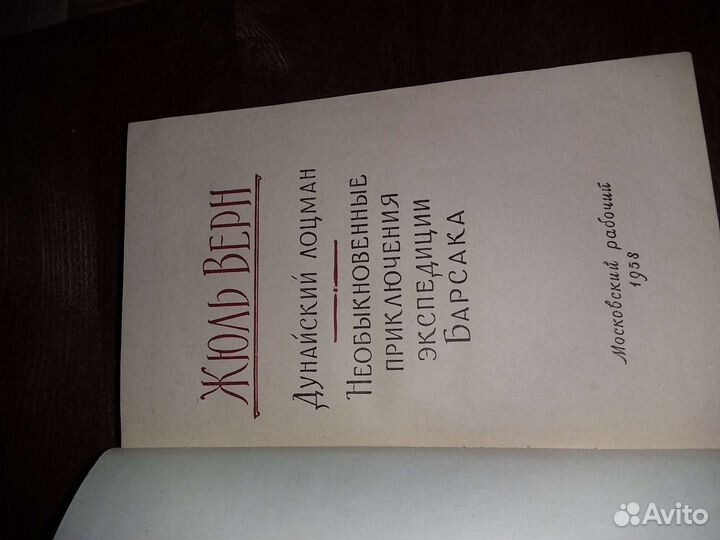 ЖЮЛЬ ВЕРН
ДУНАЙСКИЙ ЛОЦМАН
НЕОБЫКНОВЕННЫЕ
ПРИКЛЮЧЕНИЯ
ЭКСПЕДИЦИИ
БАРСАКА
Московский рабочий
1958
Avito